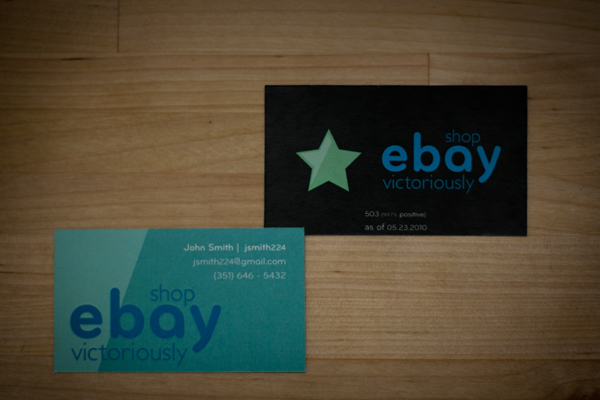 shop
ebay
victoriously
503 positive)
as of 05.23.2010
John Smith | jsmith224
jsmith224@gmail.com
(351) 646 - 5432
shop
ebay
victoriously